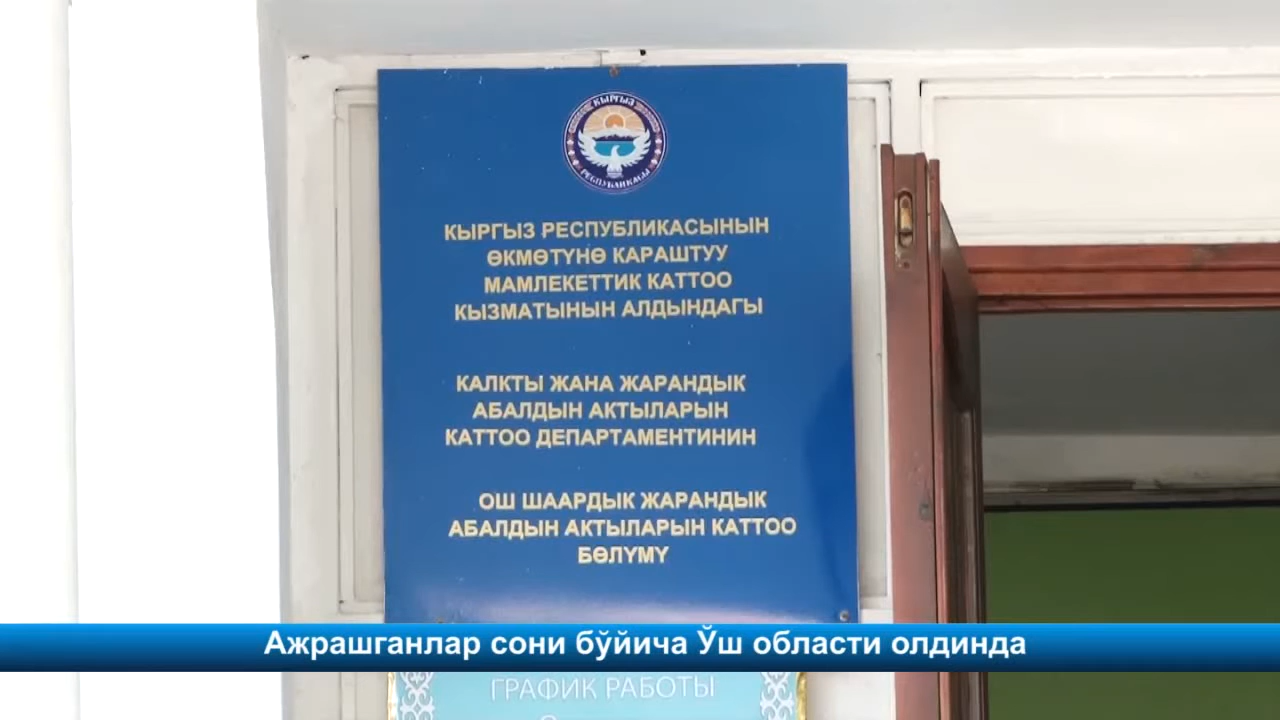 КЫРГЫЗ
РЕСПУБЛИКАСЫ
КЫРГЫЗ РЕСПУБЛИКАСЫНЫН
ӨКМӨТҮНӨ КАРАШТУУ
МАМЛЕКЕТТИК КАТТОО
КЫЗМАТЫНЫН АЛДЫНДАГЫ
КАЛКТЫ ЖАНА ЖАРАНДЫК
АБАЛДЫН АКТЫЛАРЫН
КАТТОО ДЕПАРТАМЕНТИНИН
ОШ ШААРДЫК ЖАРАНДЫК
АБАЛДЫН АКТЫЛАРЫН КАТТОО
БӨЛҮМҮ
Ажрашганлар сони бўйича Ўш области олдинда
ГРАФИК РАБОТЫ